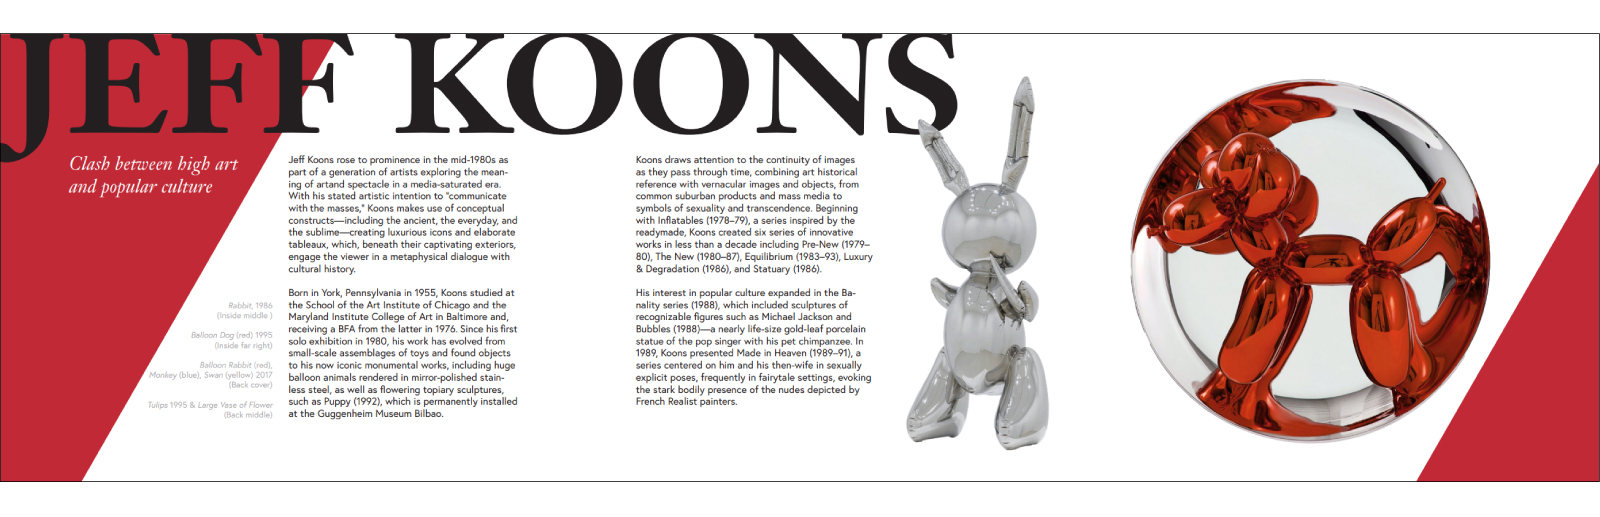 JEFF KOONS
Clash between high art
and popular culture
Rabbit, 1986
(Inside middle )
Balloon Dog (red) 1995
(Inside far right)
Balloon Rabbit (red),
Monkey (blue), Swan (yellow) 2017
(Back cover)
Tulips 1995 & Large Vase of Flower
(Back middle)
Jeff Koons rose to prominence in the mid-1980s as
part of a generation of artists exploring the mean-
ing of artand spectacle in a media-saturated era.
With his stated artistic intention to "communicate
with the masses," Koons makes use of conceptual
constructs—including the ancient, the everyday, and
the sublime—creating luxurious icons and elaborate
tableaux, which, beneath their captivating exteriors,
engage the viewer in a metaphysical dialogue with
cultural history.
Born in York, Pennsylvania in 1955, Koons studied at
the School of the Art Institute of Chicago and the
Maryland Institute College of Art in Baltimore and,
receiving a BFA from the latter in 1976. Since his first
solo exhibition in 1980, his work has evolved from
small-scale assemblages of toys and found objects
to his now iconic monumental works, including huge
balloon animals rendered in mirror-polished stain-
less steel, as well as flowering topiary sculptures,
such as Puppy (1992), which is permanently installed
at the Guggenheim Museum Bilbao.
Koons draws attention to the continuity of images
as they pass through time, combining art historical
reference with vernacular images and objects, from
common suburban products and mass media to
symbols of sexuality and transcendence. Beginning
with Inflatables (1978–79), a series inspired by the
readymade, Koons created six series of innovative
works in less than a decade including Pre-New (1979–
80), The New (1980–87), Equilibrium (1983–93), Luxury
& Degradation (1986), and Statuary (1986).
His interest in popular culture expanded in the Ba-
nality series (1988), which included sculptures of
recognizable figures such as Michael Jackson and
Bubbles (1988)—a nearly life-size gold-leaf porcelain
statue of the pop singer with his pet chimpanzee. In
1989, Koons presented Made in Heaven (1989–91), a
series centered on him and his then-wife in sexually
explicit poses, frequently in fairytale settings, evoking
the stark bodily presence of the nudes depicted by
French Realist painters.